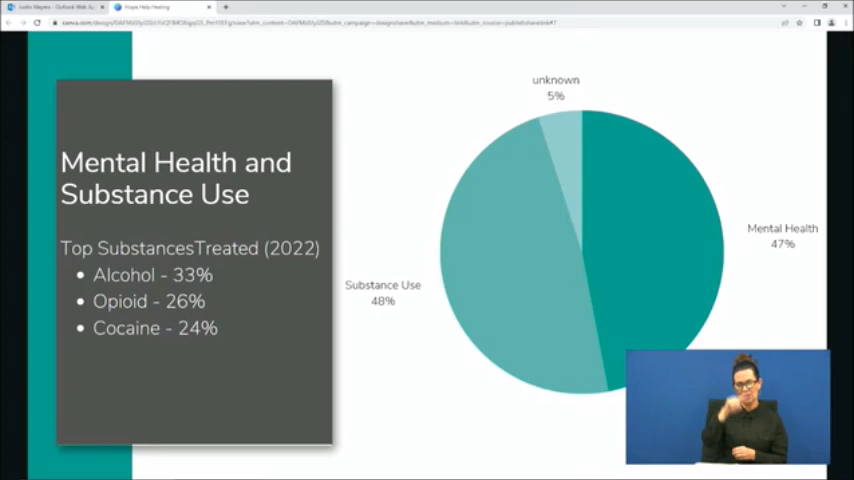 Hope Help Healing
Mental Health and
Substance Use
Top SubstancesTreated (2022)
• Alcohol - 33%
• Opioid - 26%
• Cocaine - 24%
unknown
5%
Mental Health
47%
Substance Use
48%